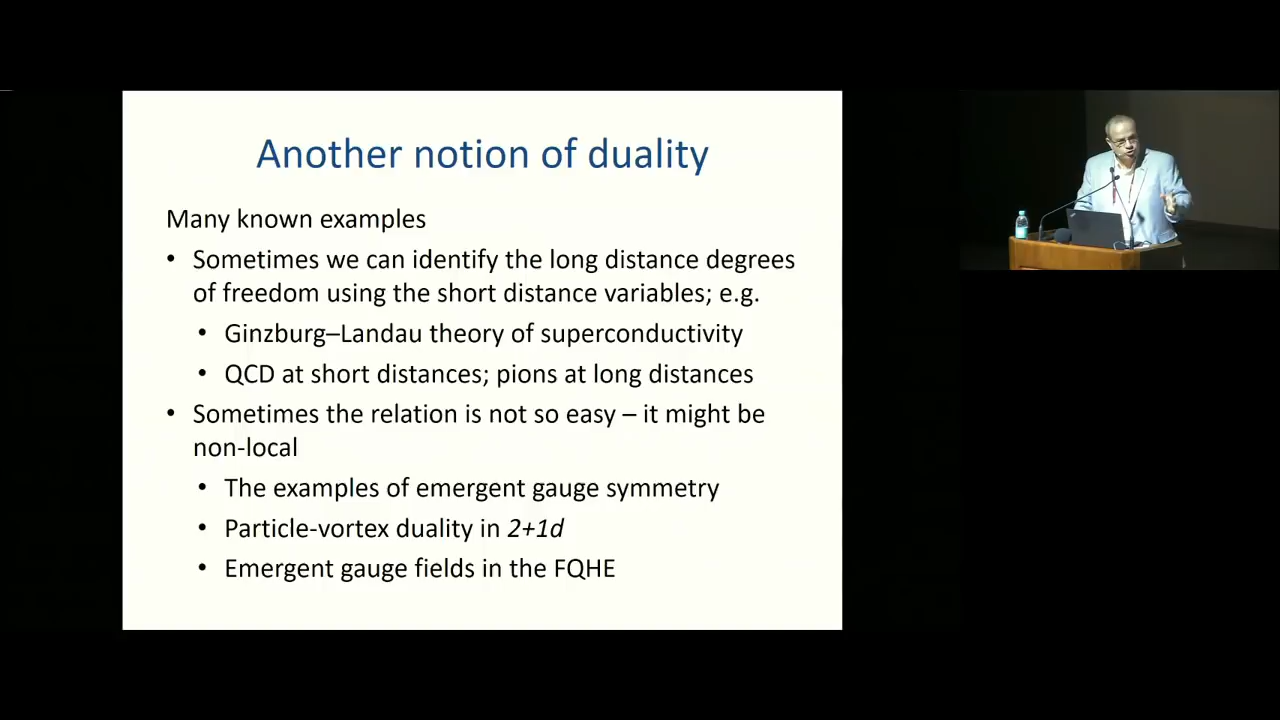 Another notion of duality
Many known examples
• Sometimes we can identify the long distance degrees
of freedom using the short distance variables; e.g.
• Ginzburg–Landau theory of superconductivity
• QCD at short distances; pions at long distances
• Sometimes the relation is not so easy – it might be
non-local
• The examples of emergent gauge symmetry
• Particle-vortex duality in 2+1d
• Emergent gauge fields in the FQHE